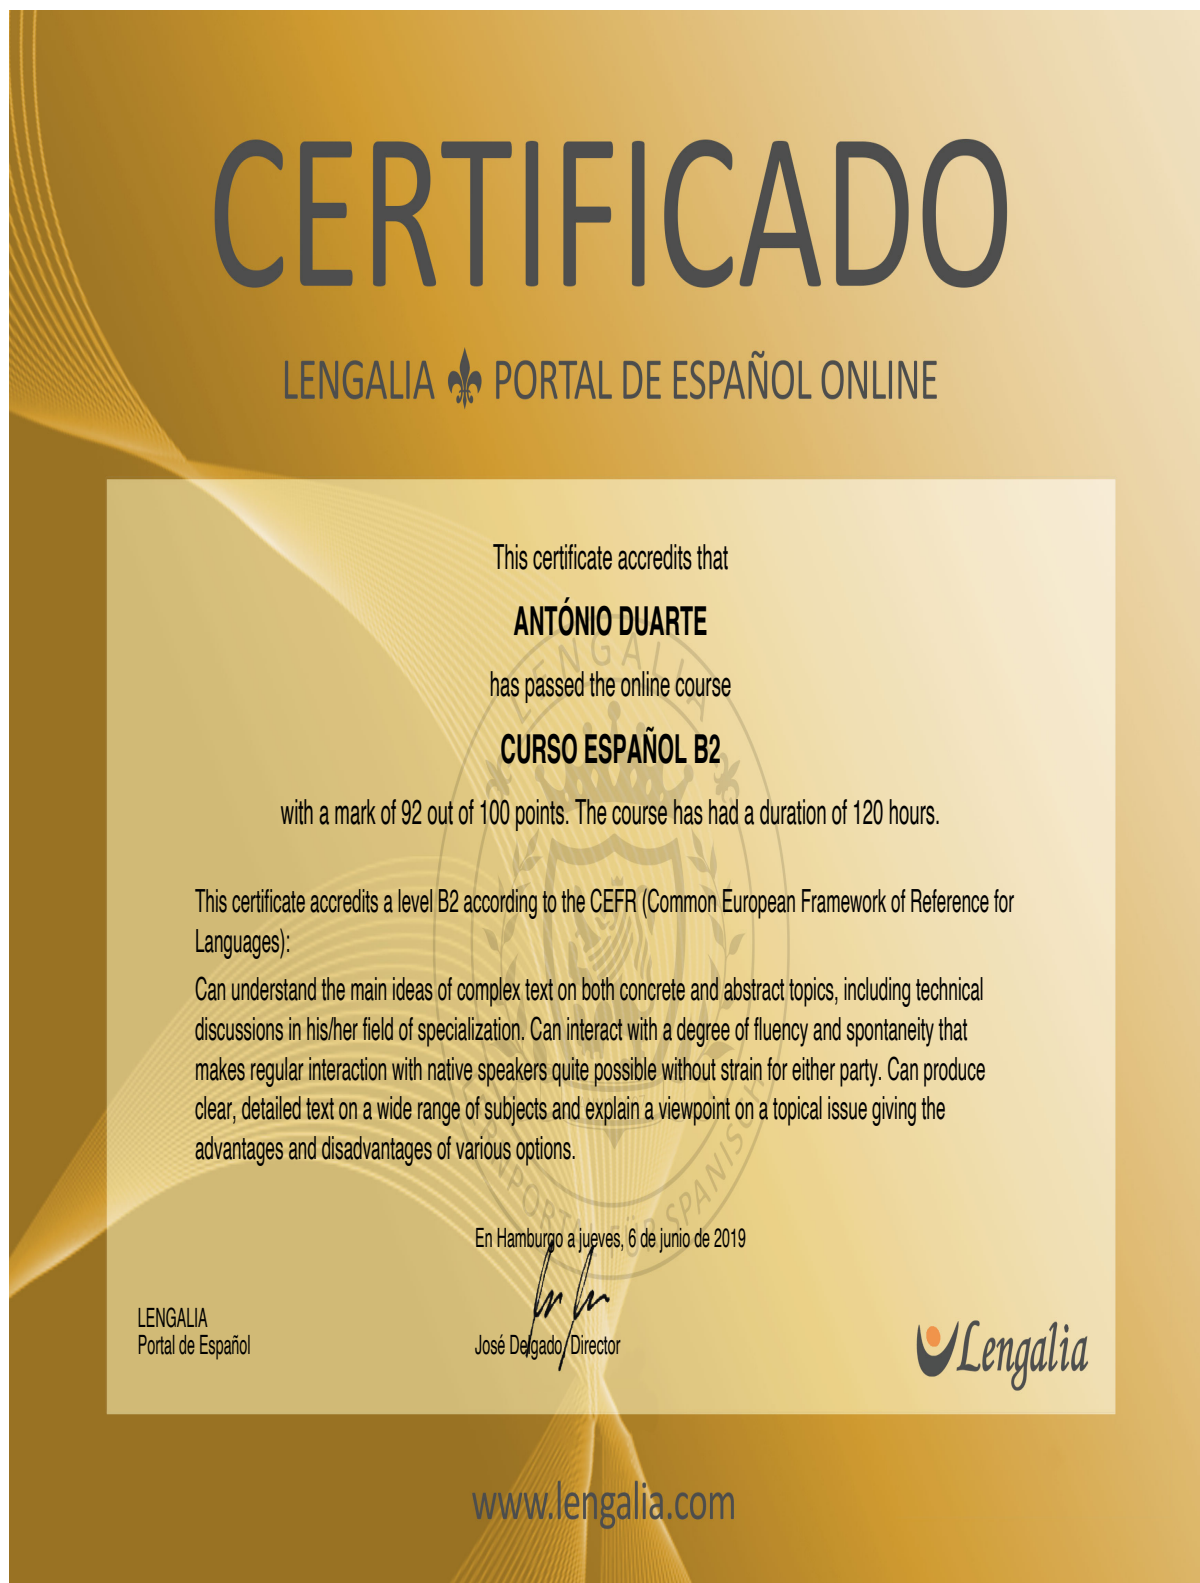 CERTIFICADO
LENGALIA PORTAL DE ESPAÑOL ONLINE
This certificate accredits that
ANTÓNIO DUARTE
has passed the online course
CURSO ESPAÑOL B2
with a mark of 92 out of 100 points. The course has had a duration of 120 hours.
This certificate accredits a level B2 according to the CEFR (Common European Framework of Reference for
Languages):
Can understand the main ideas of complex text on both concrete and abstract topics, including technical
discussions in his/her field of specialization. Can interact with a degree of fluency and spontaneity that
makes regular interaction with native speakers quite possible without strain for either party. Can produce
clear, detailed text on a wide range of subjects and explain a viewpoint on a topical issue giving the
advantages and disadvantages of various options.
LENGALIA
PORTAL FÜR SPANISCH
En Hamburgo a jueves, 6 de junio de 2019
LENGALIA
Portal de Español
José Delgado, Director
Lengalia
www.lengalia.com